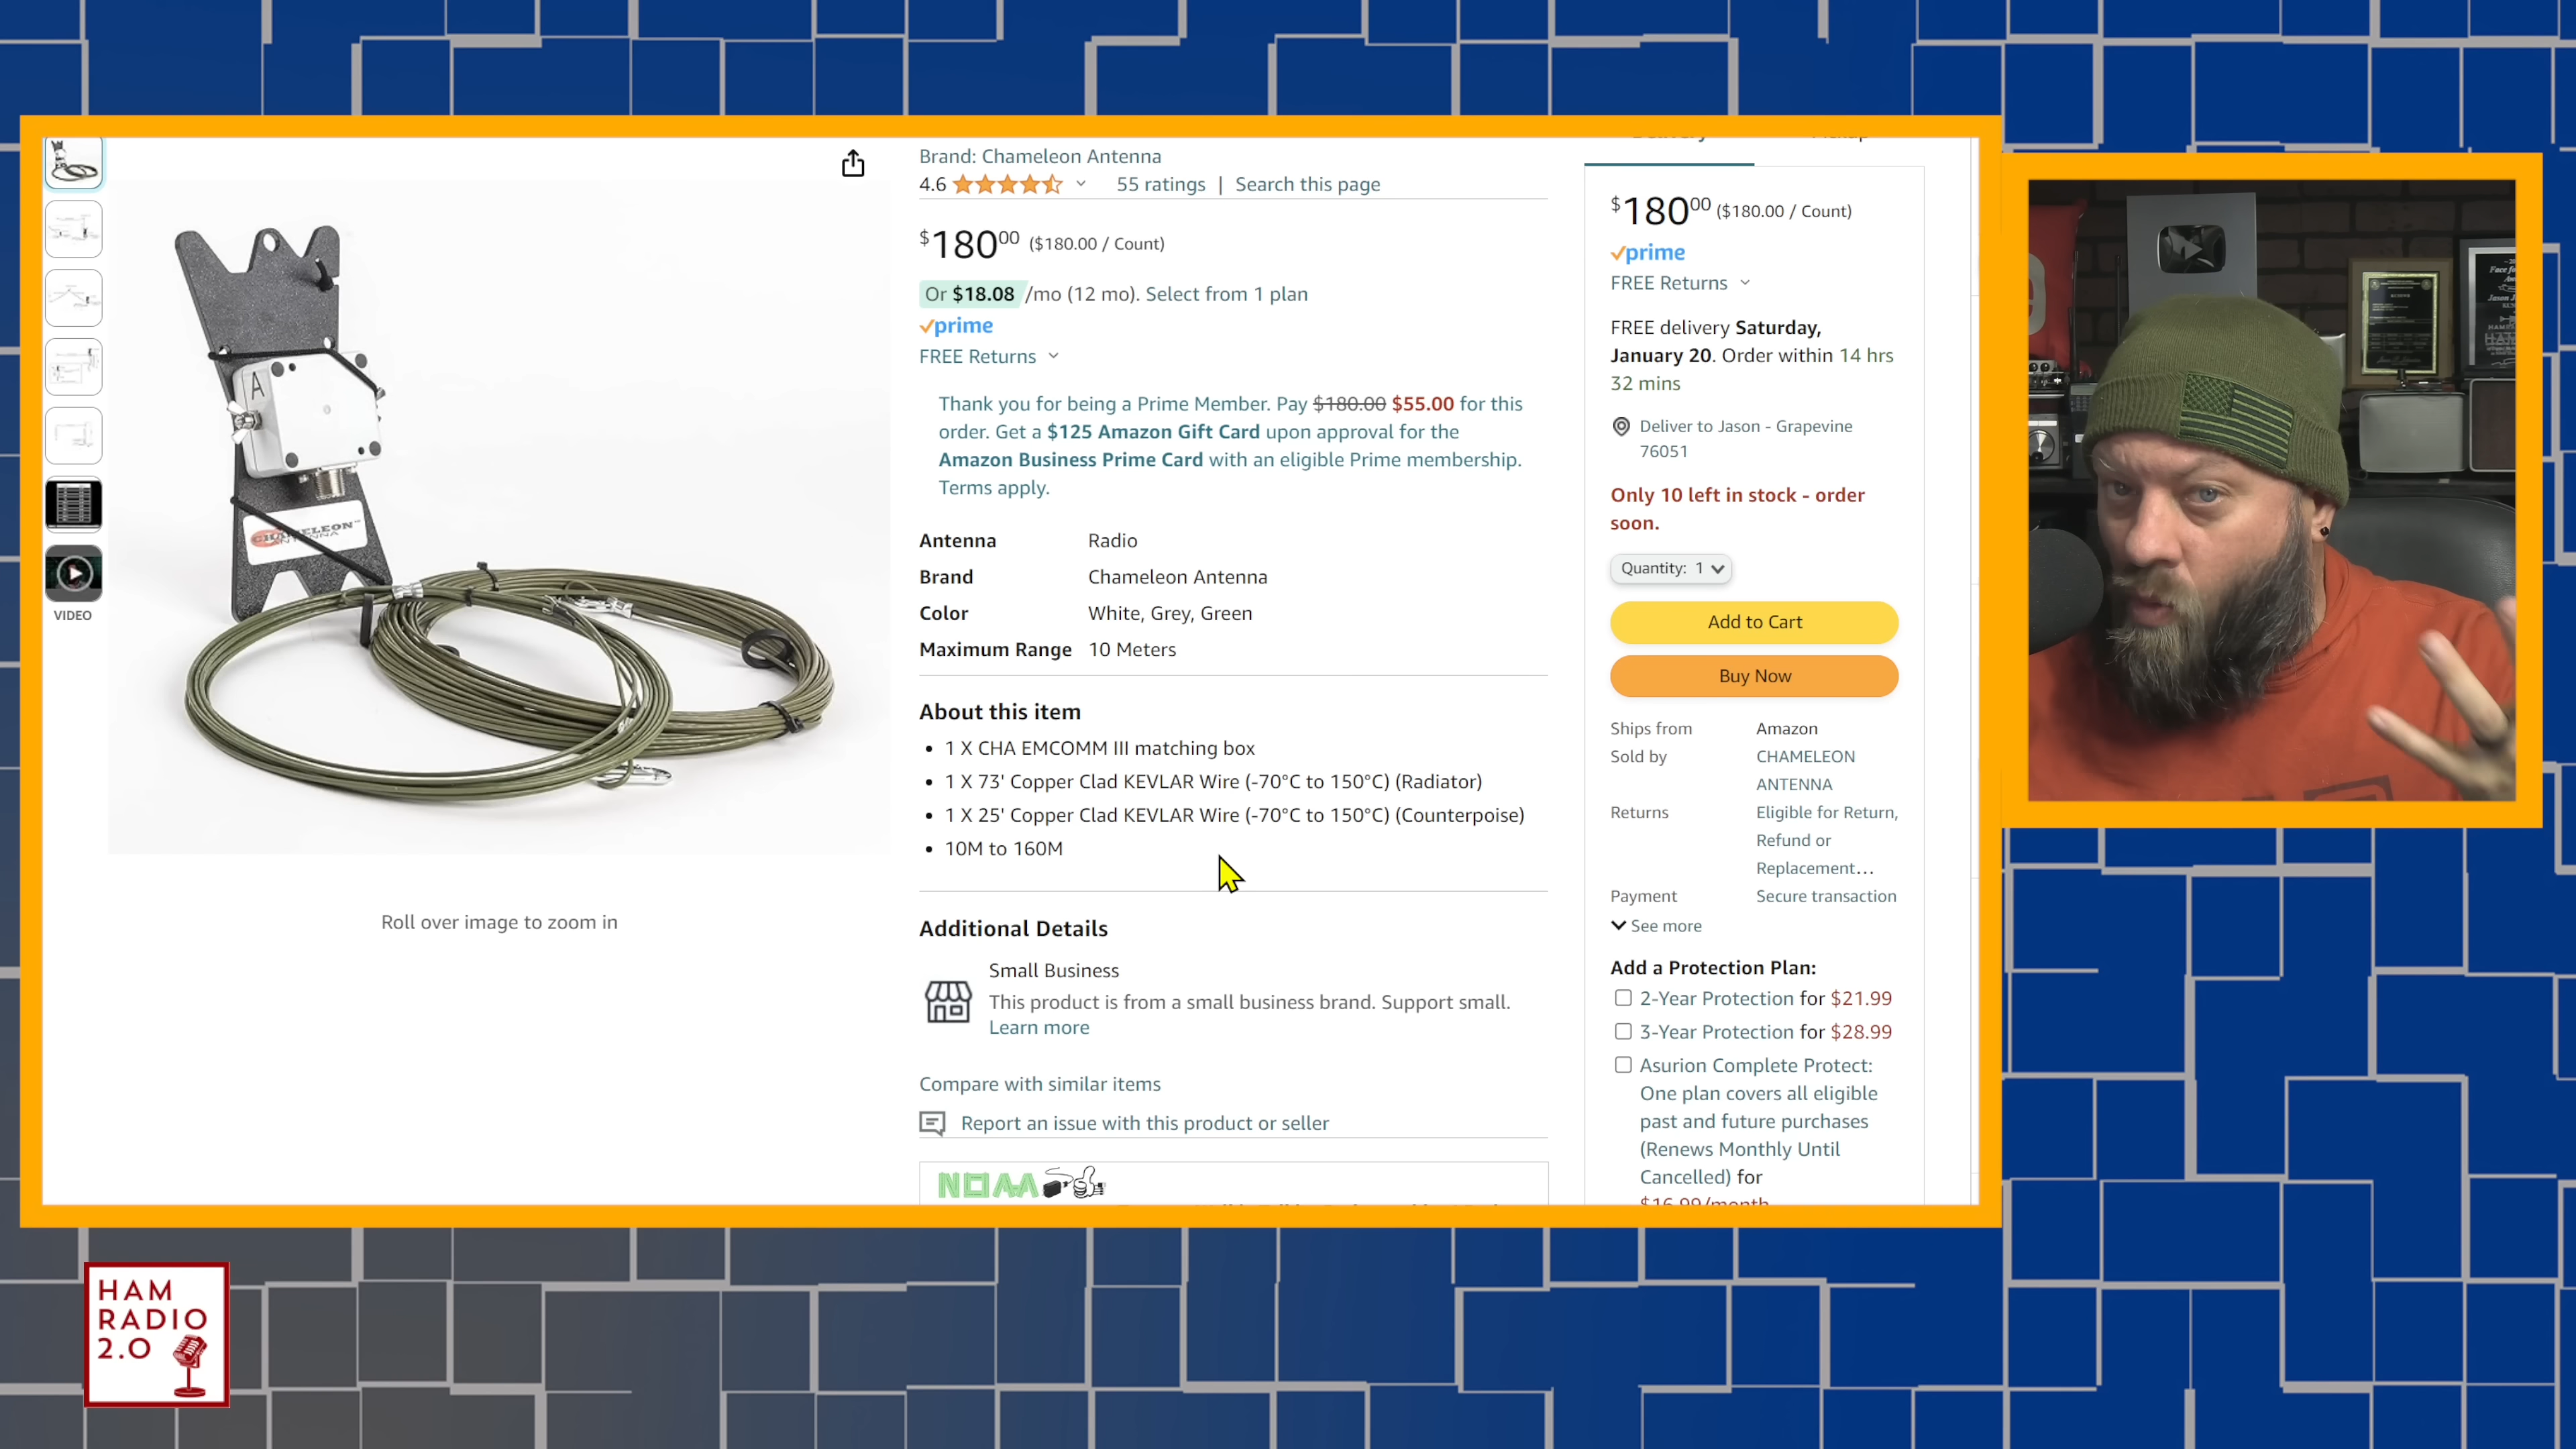 Brand: Chameleon Antenna
4.6 55 ratings | Search this page
$18000 ($180.00 / Count)
Or $18.08 /mo (12 mo). Select from 1 plan
prime
FREE Returns
Thank you for being a Prime Member. Pay $180.00 $55.00 for this
order. Get a $125 Amazon Gift Card upon approval for the
Amazon Business Prime Card with an eligible Prime membership.
Terms apply.
Antenna Radio
Brand Chameleon Antenna
Color White, Grey, Green
Maximum Range 10 Meters
About this item
• 1 X CHA EMCOMM III matching box
• 1 X 73' Copper Clad KEVLAR Wire (-70°C to 150°C) (Radiator)
• 1 X 25' Copper Clad KEVLAR Wire (-70°C to 150°C) (Counterpoise)
• 10M to 160M
Additional Details
Small Business
This product is from a small business brand. Support small.
Learn more
Compare with similar items
Report an issue with this product or seller
NOAA
A
CHAMELEON
ANTENNA
VIDEO
Roll over image to zoom in
$18000 ($180.00 / Count)
prime
FREE Returns
FREE delivery Saturday,
January 20. Order within 14 hrs
32 mins
Deliver to Jason - Grapevine
76051
Only 10 left in stock - order
soon.
Quantity: 1
Add to Cart
Buy Now
Ships from Amazon
Sold by CHAMELEON
ANTENNA
Returns Eligible for Return,
Refund or
Replacement…
Payment Secure transaction
See more
Add a Protection Plan:
2-Year Protection for $21.99
3-Year Protection for $28.99
Asurion Complete Protect:
One plan covers all eligible
past and future purchases
(Renews Monthly Until
Cancelled) for
$16.99/month
HAM
RADIO
2.0